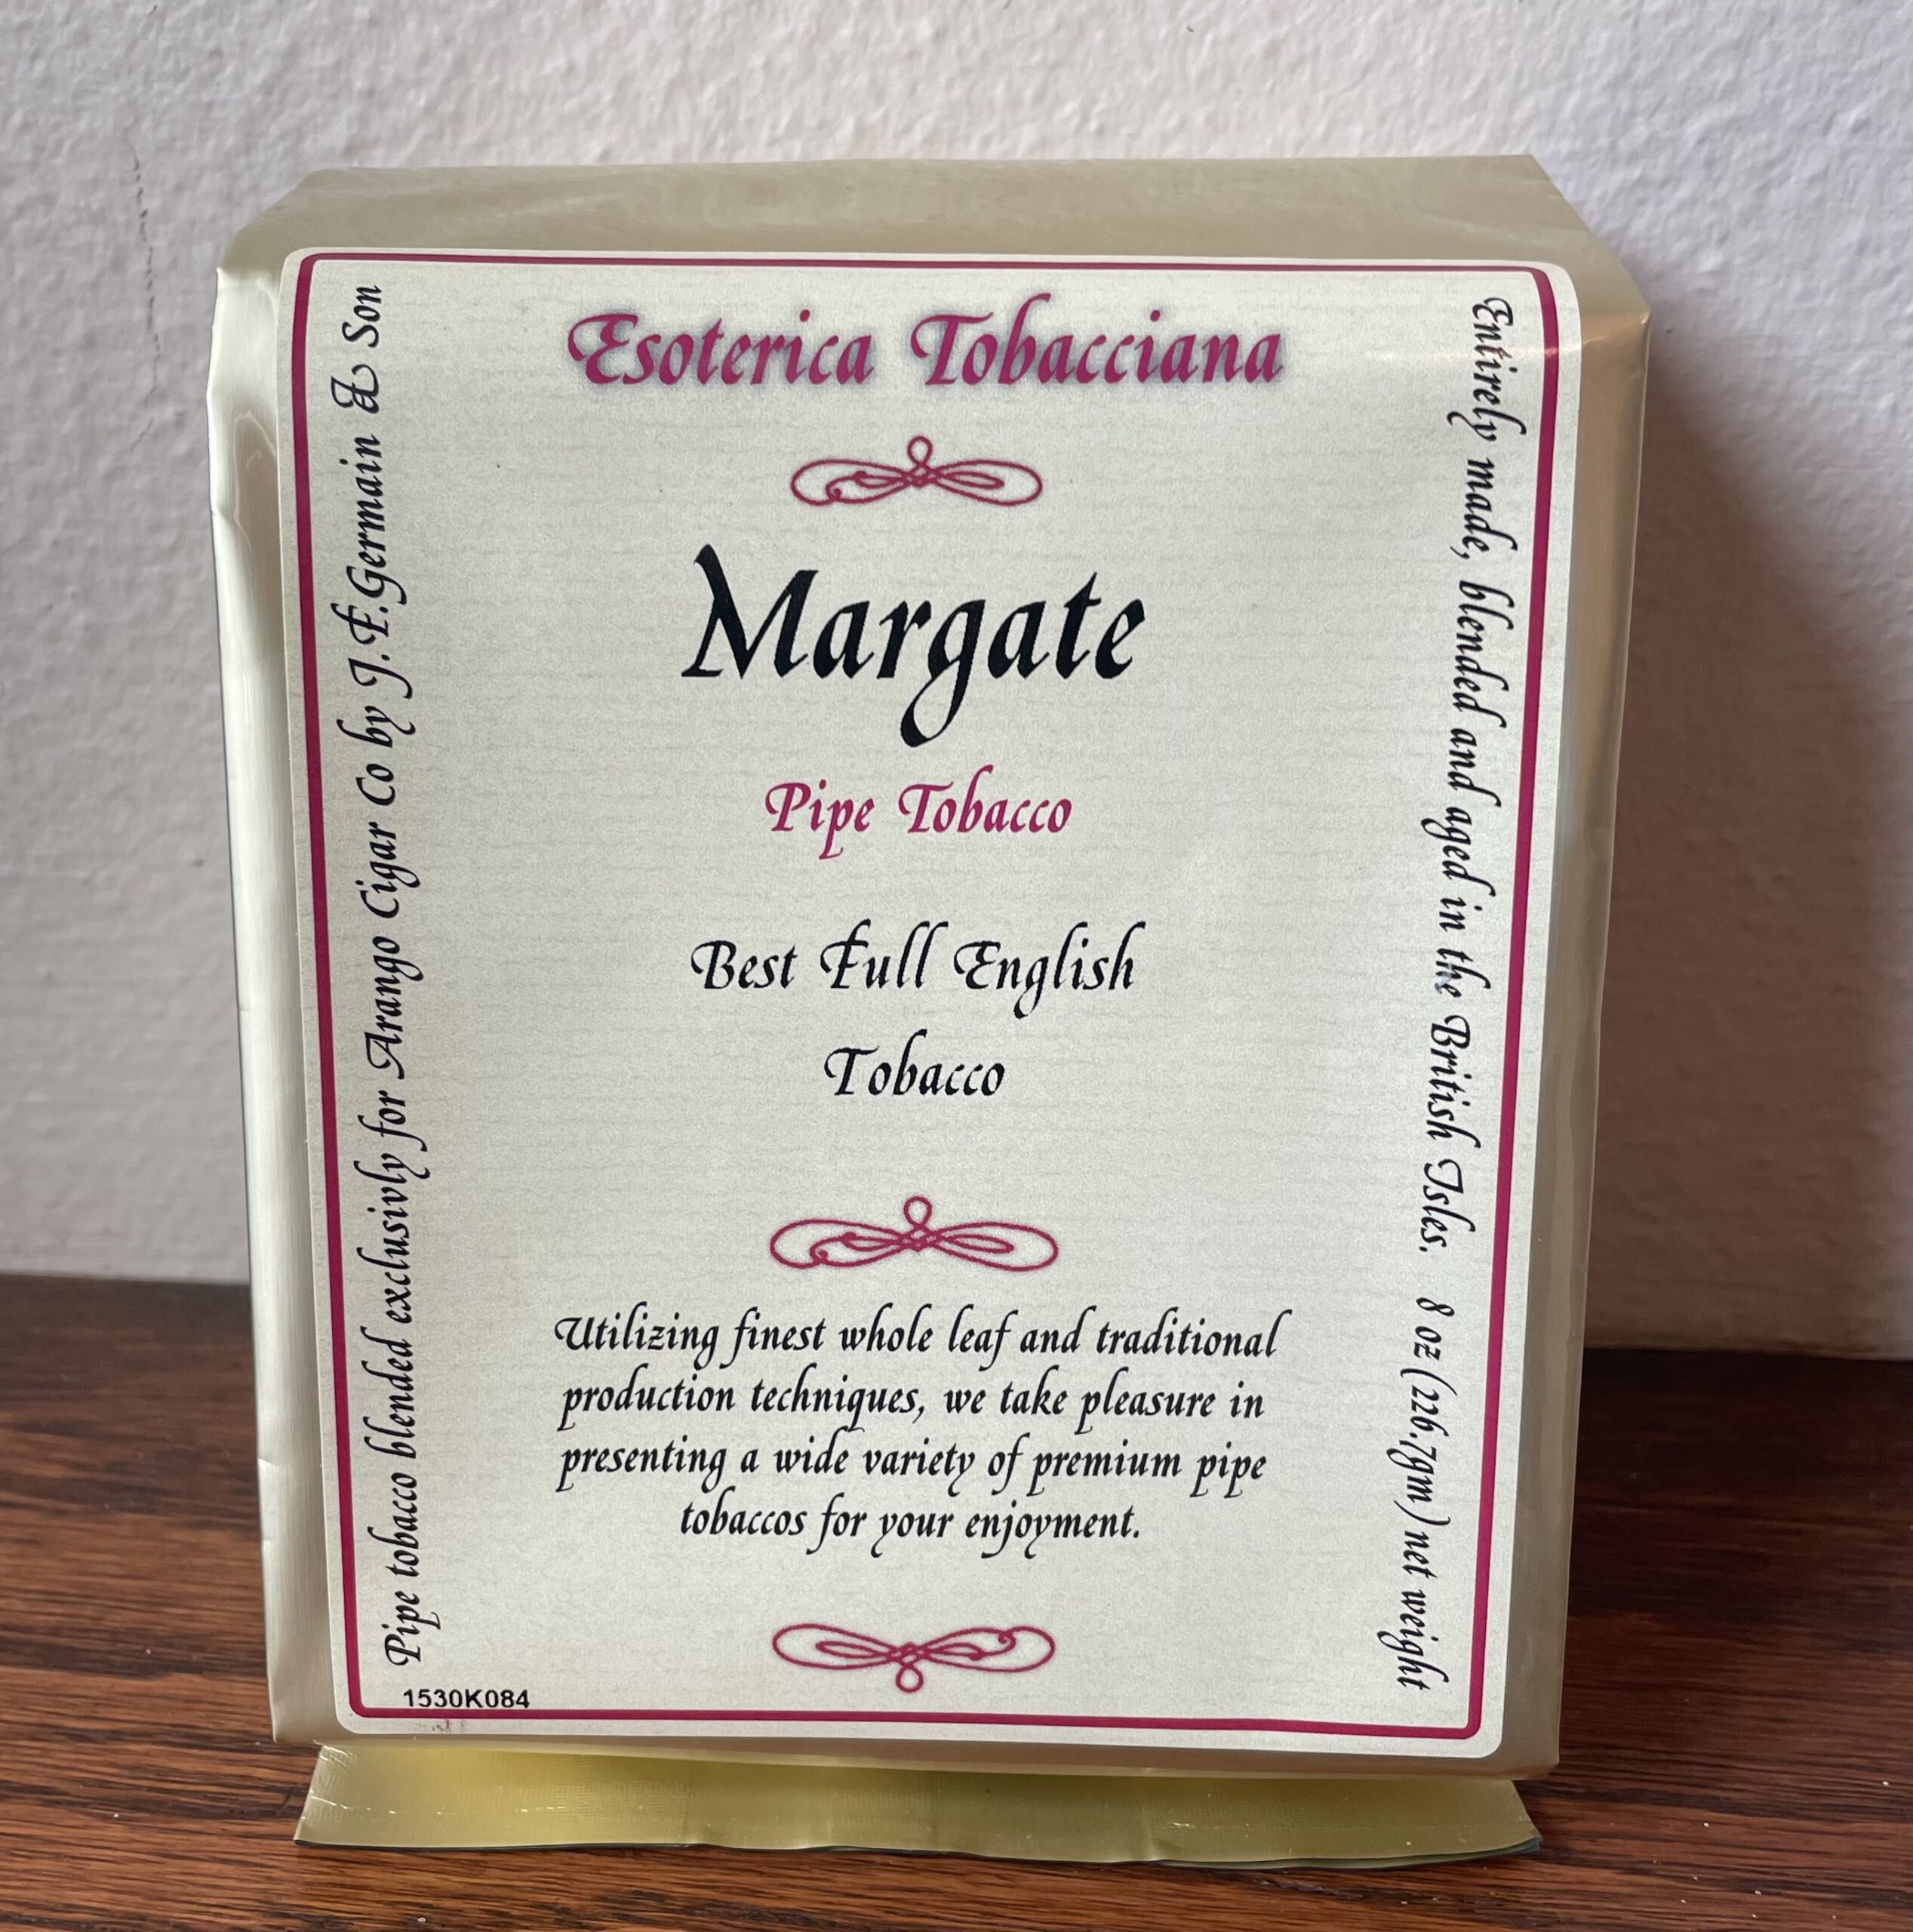 Esoterica Tobacciana
Margate
Pipe Tobacco
Best Full English
Tobacco
Utilizing finest whole leaf and traditional
production techniques, we take pleasure in
presenting a wide variety of premium pipe
tobaccos for your enjoyment.
Pipe tobacco blended exclusivly for Arango Cigar Co by J.F.Germain & Son
Entirely made, blended and aged in the British Isles. 8 oz (226.7gm) net weight
1530K084